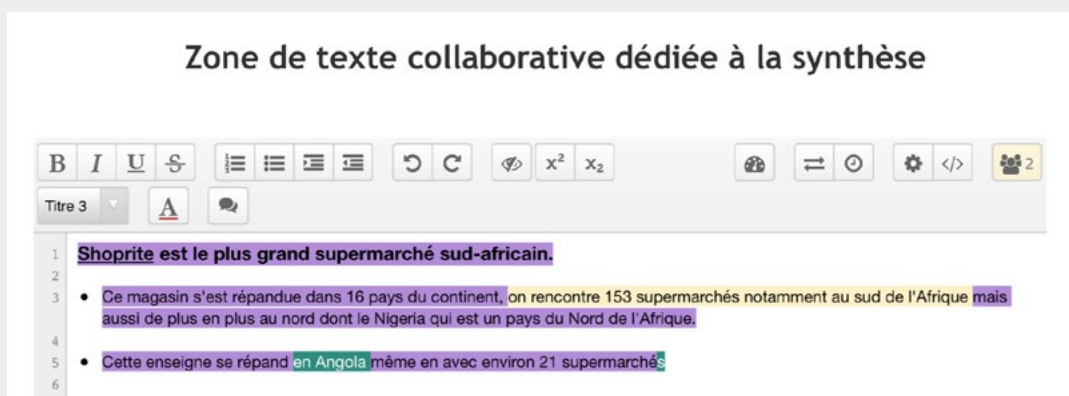 Zone de texte collaborative dédiée à la synthèse
B I U S x² x₂ </> 2
Titre 3 A
1 Shoprite est le plus grand supermarché sud-africain.
2
3 • Ce magasin s'est répandue dans 16 pays du continent, on rencontre 153 supermarchés notamment au sud de l'Afrique mais
aussi de plus en plus au nord dont le Nigeria qui est un pays du Nord de l'Afrique.
4
5 • Cette enseigne se répand en Angola même en avec environ 21 supermarchés
6